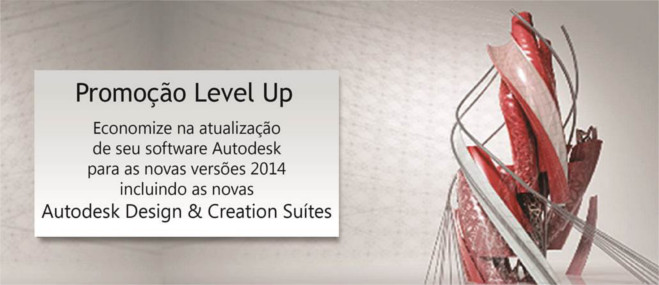 Promoção Level Up
Economize na atualização
de seu software Autodesk
para as novas versões 2014
incluindo as novas
Autodesk Design & Creation Suítes